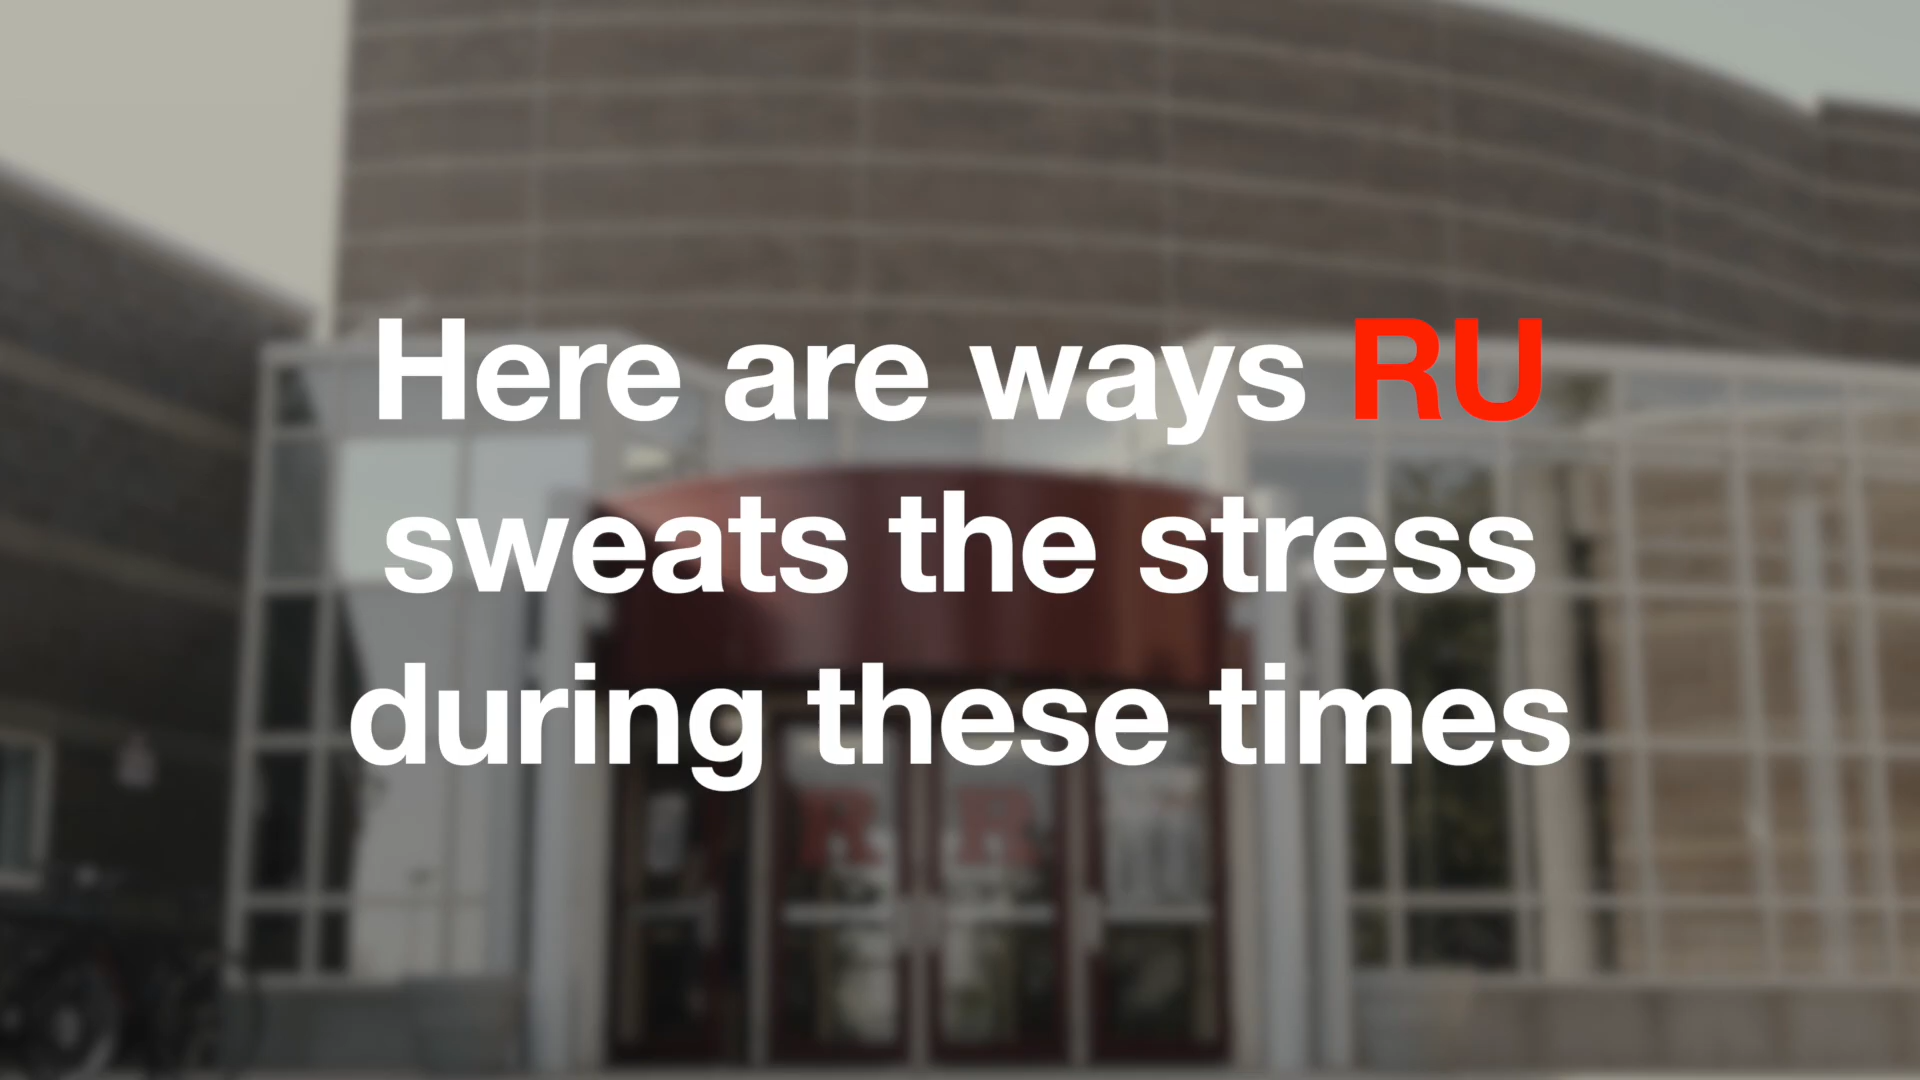 Here are ways RU
sweats the stress
during these times
R R